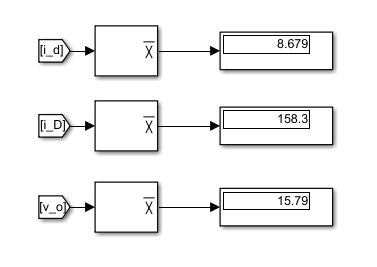 [i_d] X 8.679
[i_D] X 158.3
[v_o] X 15.79